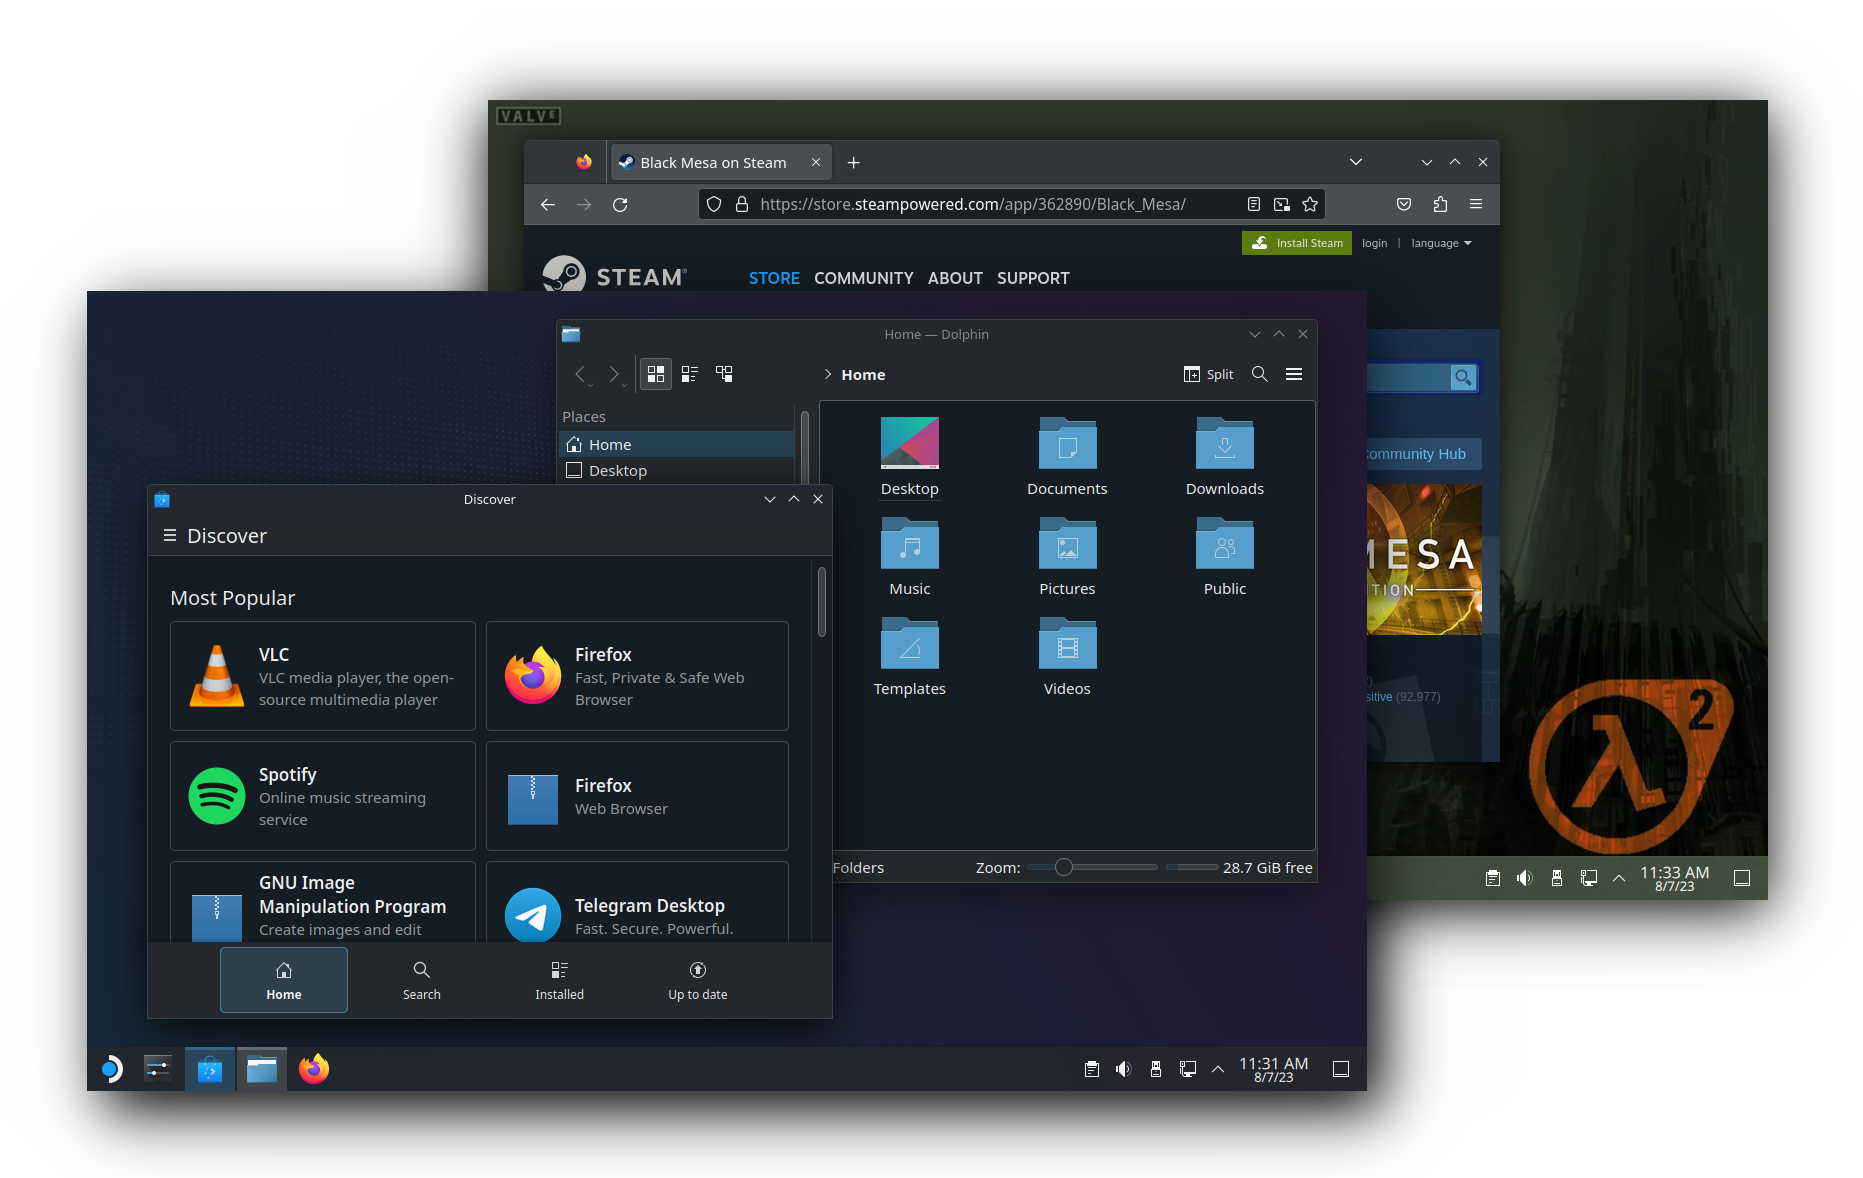 VALVE
Black Mesa on Steam
https://store.steampowered.com/app/362890/Black_Mesa/
Install Steam login | language
STEAM®
STORE COMMUNITY ABOUT SUPPORT
Home — Dolphin
Home
Split
Places
Home
Desktop
Desktop
Documents
Downloads
Music
Pictures
Public
Templates
Videos
Folders
Zoom:
28.7 GiB free
Community Hub
MESA
(92,977)
2
11:33 AM
8/7/23
Discover
Discover
Most Popular
VLC
VLC media player, the open-
source multimedia player
Firefox
Fast, Private & Safe Web
Browser
Spotify
Online music streaming
service
Firefox
Web Browser
GNU Image
Manipulation Program
Create images and edit
Telegram Desktop
Fast. Secure. Powerful.
Home
Search
Installed
Up to date
11:31 AM
8/7/23